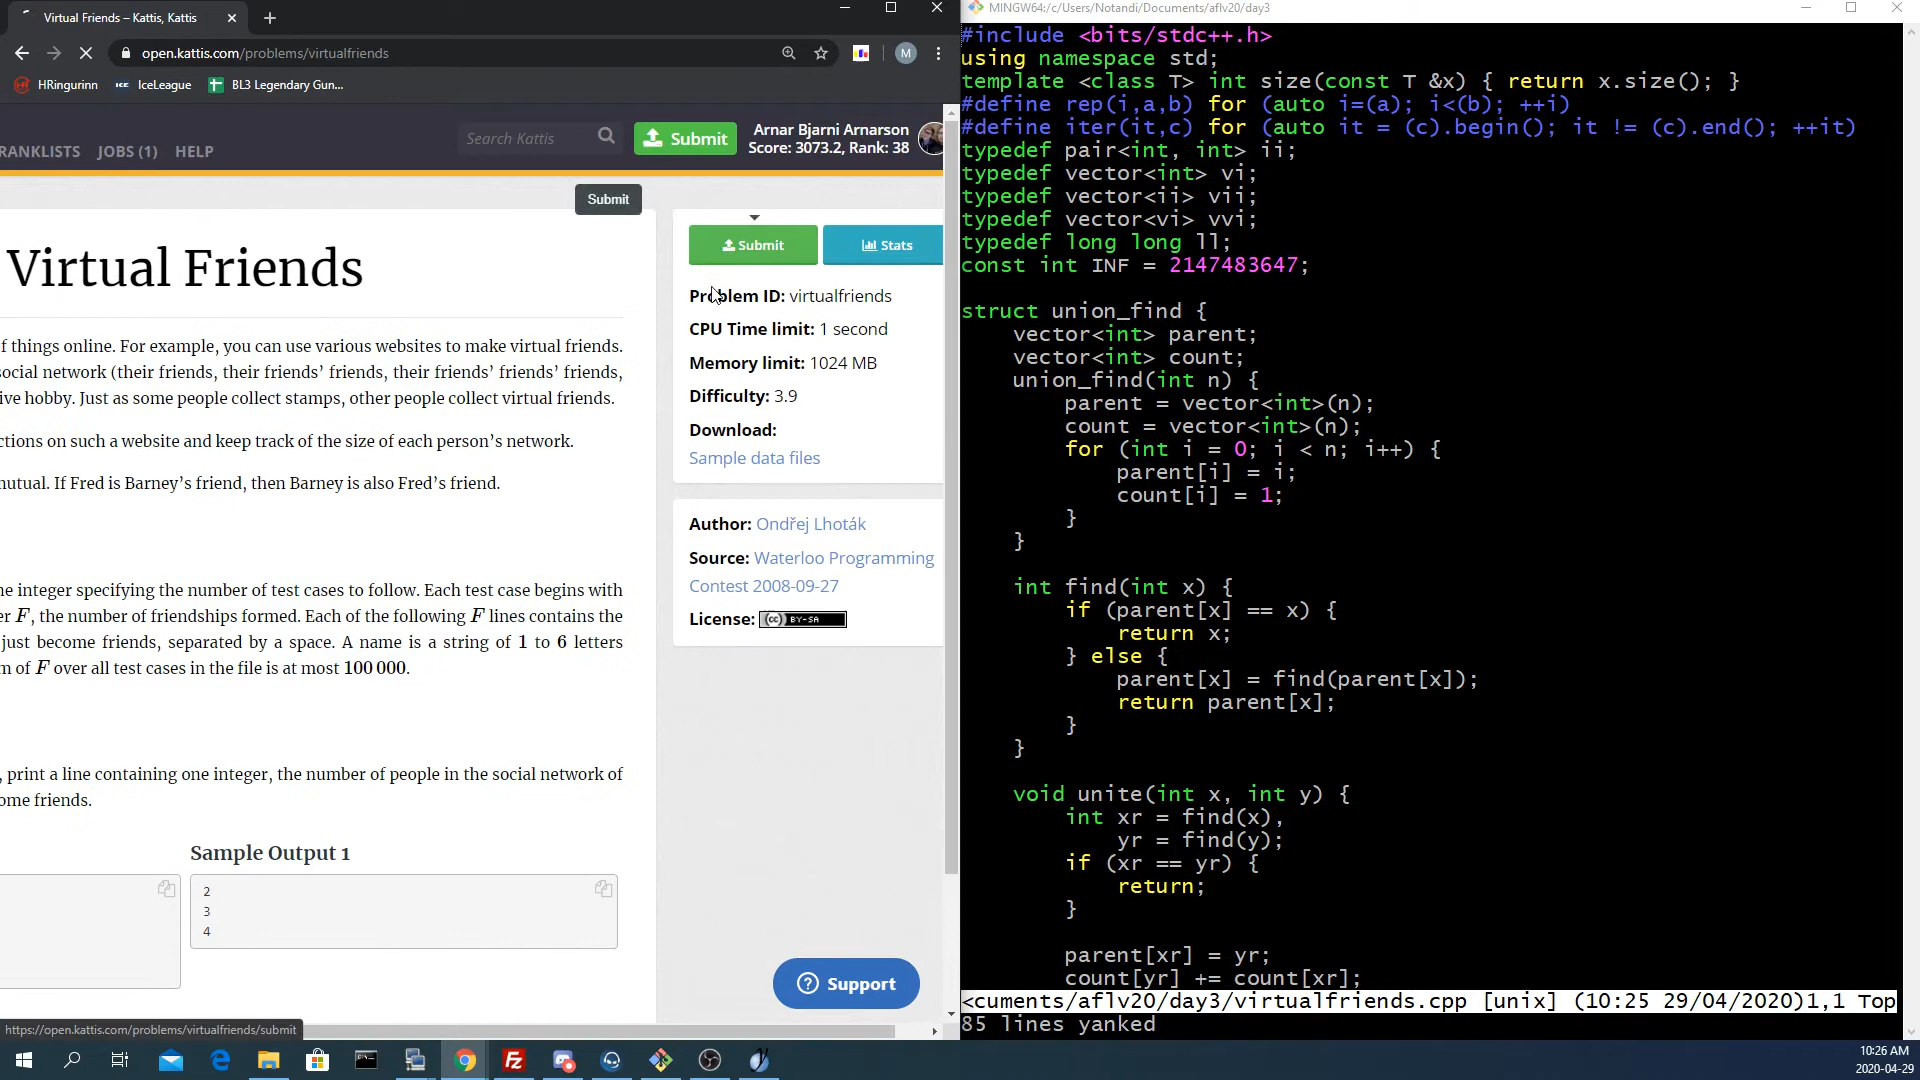 Virtual Friends – Kattis, Kattis
open.kattis.com/problems/virtualfriends
M
HRingurinn
ICE
IceLeague
BL3 Legendary Gun...
RANKLISTS JOBS (1) HELP
Search Kattis
Submit
Arnar Bjarni Arnarson
Score: 3073.2, Rank: 38
Submit
Virtual Friends
f things online. For example, you can use various websites to make virtual friends.
social network (their friends, their friends' friends, their friends' friends' friends,
ive hobby. Just as some people collect stamps, other people collect virtual friends.
ctions on such a website and keep track of the size of each person's network.
nutual. If Fred is Barney's friend, then Barney is also Fred's friend.
ne integer specifying the number of test cases to follow. Each test case begins with
er F, the number of friendships formed. Each of the following F lines contains the
just become friends, separated by a space. A name is a string of 1 to 6 letters
m of F over all test cases in the file is at most 100 000.
, print a line containing one integer, the number of people in the social network of
ome friends.
Sample Output 1
2
3
4
Submit
Stats
Problem ID: virtualfriends
CPU Time limit: 1 second
Memory limit: 1024 MB
Difficulty: 3.9
Download:
Sample data files
Author: Ondřej Lhoták
Source: Waterloo Programming
Contest 2008-09-27
License: cc BY-SA
? Support
https://open.kattis.com/problems/virtualfriends/submit
MINGW64:/c/Users/Notandi/Documents/aflv20/day3
#include <bits/stdc++.h>
using namespace std;
template <class T> int size(const T &x) { return x.size(); }
#define rep(i,a,b) for (auto i=(a); i<(b); ++i)
#define iter(it,c) for (auto it = (c).begin(); it != (c).end(); ++it)
typedef pair<int, int> ii;
typedef vector<int> vi;
typedef vector<ii> vii;
typedef vector<vi> vvi;
typedef long long ll;
const int INF = 2147483647;
struct union_find {
    vector<int> parent;
    vector<int> count;
    union_find(int n) {
        parent = vector<int>(n);
        count = vector<int>(n);
        for (int i = 0; i < n; i++) {
            parent[i] = i;
            count[i] = 1;
        }
    }
    int find(int x) {
        if (parent[x] == x) {
            return x;
        } else {
            parent[x] = find(parent[x]);
            return parent[x];
        }
    }
    void unite(int x, int y) {
        int xr = find(x),
            yr = find(y);
        if (xr == yr) {
            return;
        }
        parent[xr] = yr;
        count[yr] += count[xr];
<cuments/aflv20/day3/virtualfriends.cpp [unix] (10:25 29/04/2020)1,1 Top
85 lines yanked
10:26 AM
2020-04-29